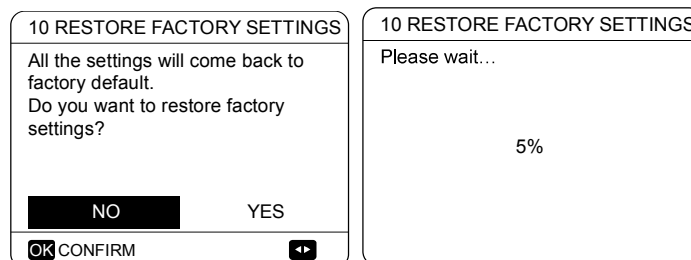 10 RESTORE FACTORY SETTINGS
All the settings will come back to
factory default.
Do you want to restore factory
settings?
NO YES
OK CONFIRM
10 RESTORE FACTORY SETTINGS
Please wait...
5%